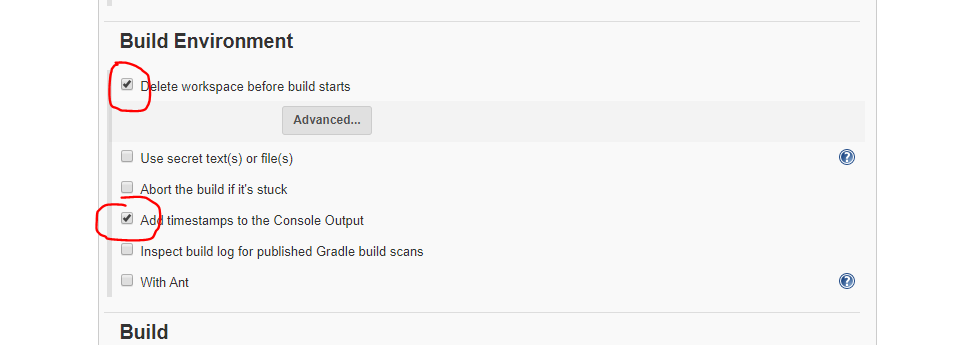 Build Environment
Delete workspace before build starts
Advanced...
Use secret text(s) or file(s)
Abort the build if it's stuck
Add timestamps to the Console Output
Inspect build log for published Gradle build scans
With Ant
Build